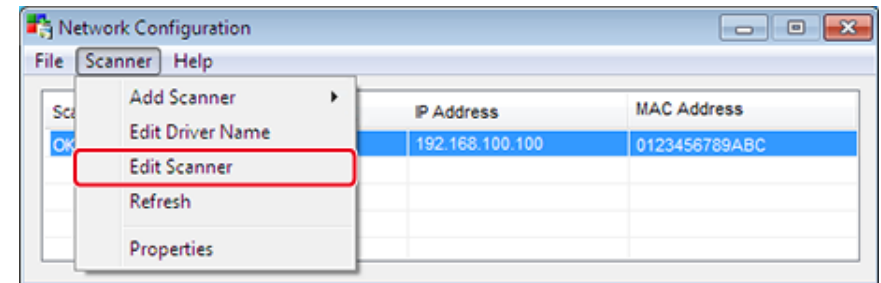 Network Configuration
File Scanner Help
Add Scanner
Edit Driver Name
Edit Scanner
Refresh
Properties
IP Address MAC Address
192.168.100.100 0123456789ABC